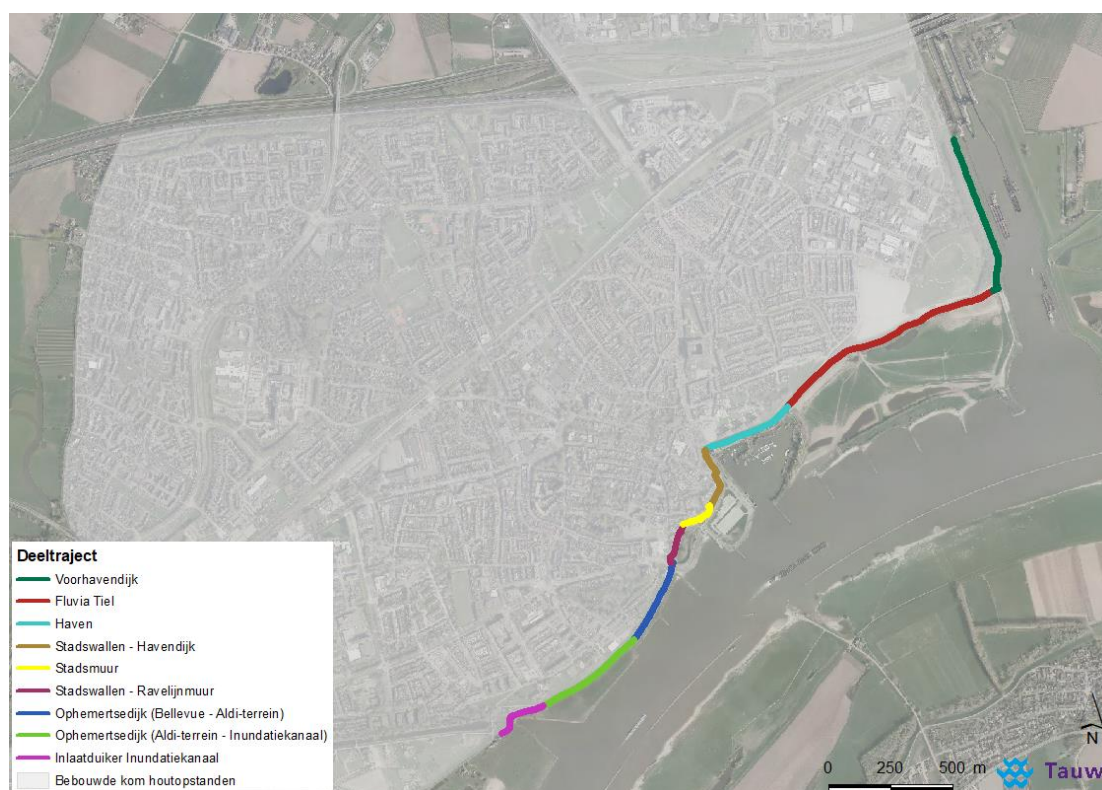 Deeltraject
Voorhavendijk
Fluvia Tiel
Haven
Stadswallen - Havendijk
Stadsmuur
Stadswallen - Ravelijnmuur
Ophemertsedijk (Bellevue - Aldi-terrein)
Ophemertsedijk (Aldi-terrein - Inundatiekanaal)
Inlaatduiker Inundatiekanaal
Bebouwde kom houtopstanden
N
0 250 500 m
Tauw